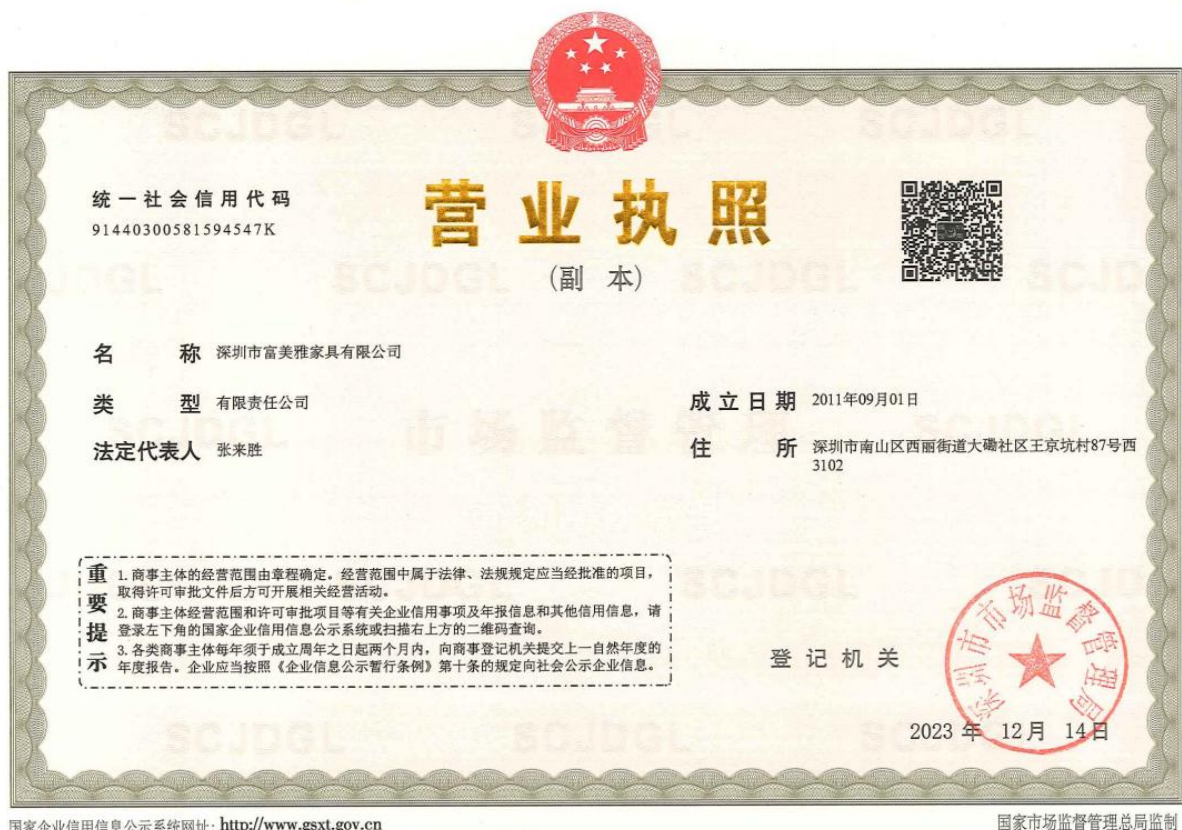 统一社会信用代码
91440300581594547K
营业执照
(副 本)
名 称 深圳市富美雅家具有限公司
类 型 有限责任公司
法定代表人 张来胜
成立日期 2011年09月01日
住 所 深圳市南山区西丽街道大磡社区王京坑村87号西
3102
重要提示
1. 商事主体的经营范围由章程确定。经营范围中属于法律、法规规定应当经批准的项目，
取得许可审批文件后方可开展相关经营活动。
2. 商事主体经营范围和许可审批项目等有关企业信用事项及年报信息和其他信用信息，请
登录左下角的国家企业信用信息公示系统或扫描右上方的二维码查询。
3. 各类商事主体每年须于成立周年之日起两个月内，向商事登记机关提交上一自然年度的
年度报告。企业应当按照《企业信息公示暂行条例》第十条的规定向社会公示企业信息。
登记机关
深圳市市场监督管理局
2023 年 12月 14日
国家企业信用信息公示系统网址: http://www.gsxt.gov.cn
国家市场监督管理总局监制
SCJDGL
市场监督管理